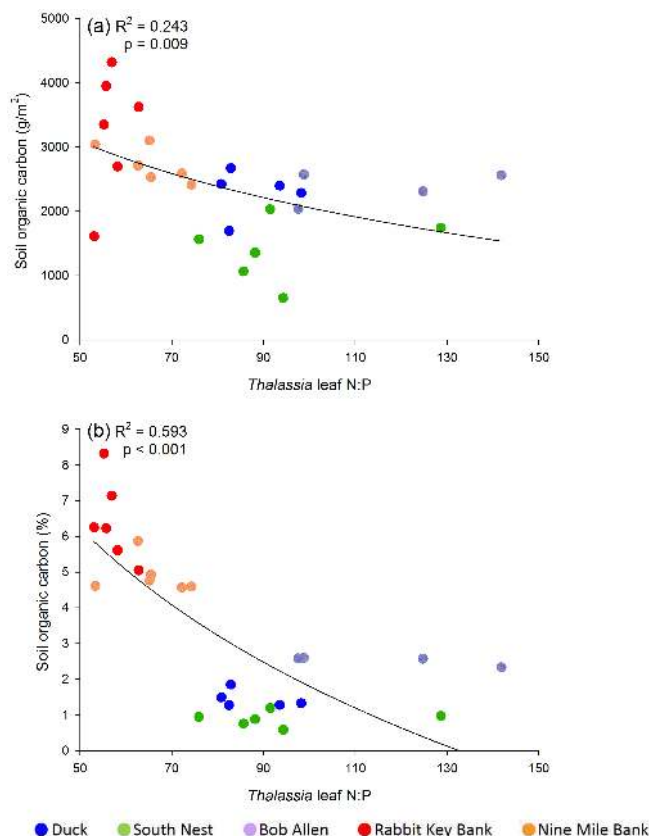 (a) R² = 0.243
p = 0.009
5000
4000
3000
2000
1000
0
Soil organic carbon (g/m²)
50 70 90 110 130 150
Thalassia leaf N:P
(b) R² = 0.593
p < 0.001
9
8
7
6
5
4
3
2
1
0
Soil organic carbon (%)
50 70 90 110 130 150
Thalassia leaf N:P
Duck South Nest Bob Allen Rabbit Key Bank Nine Mile Bank